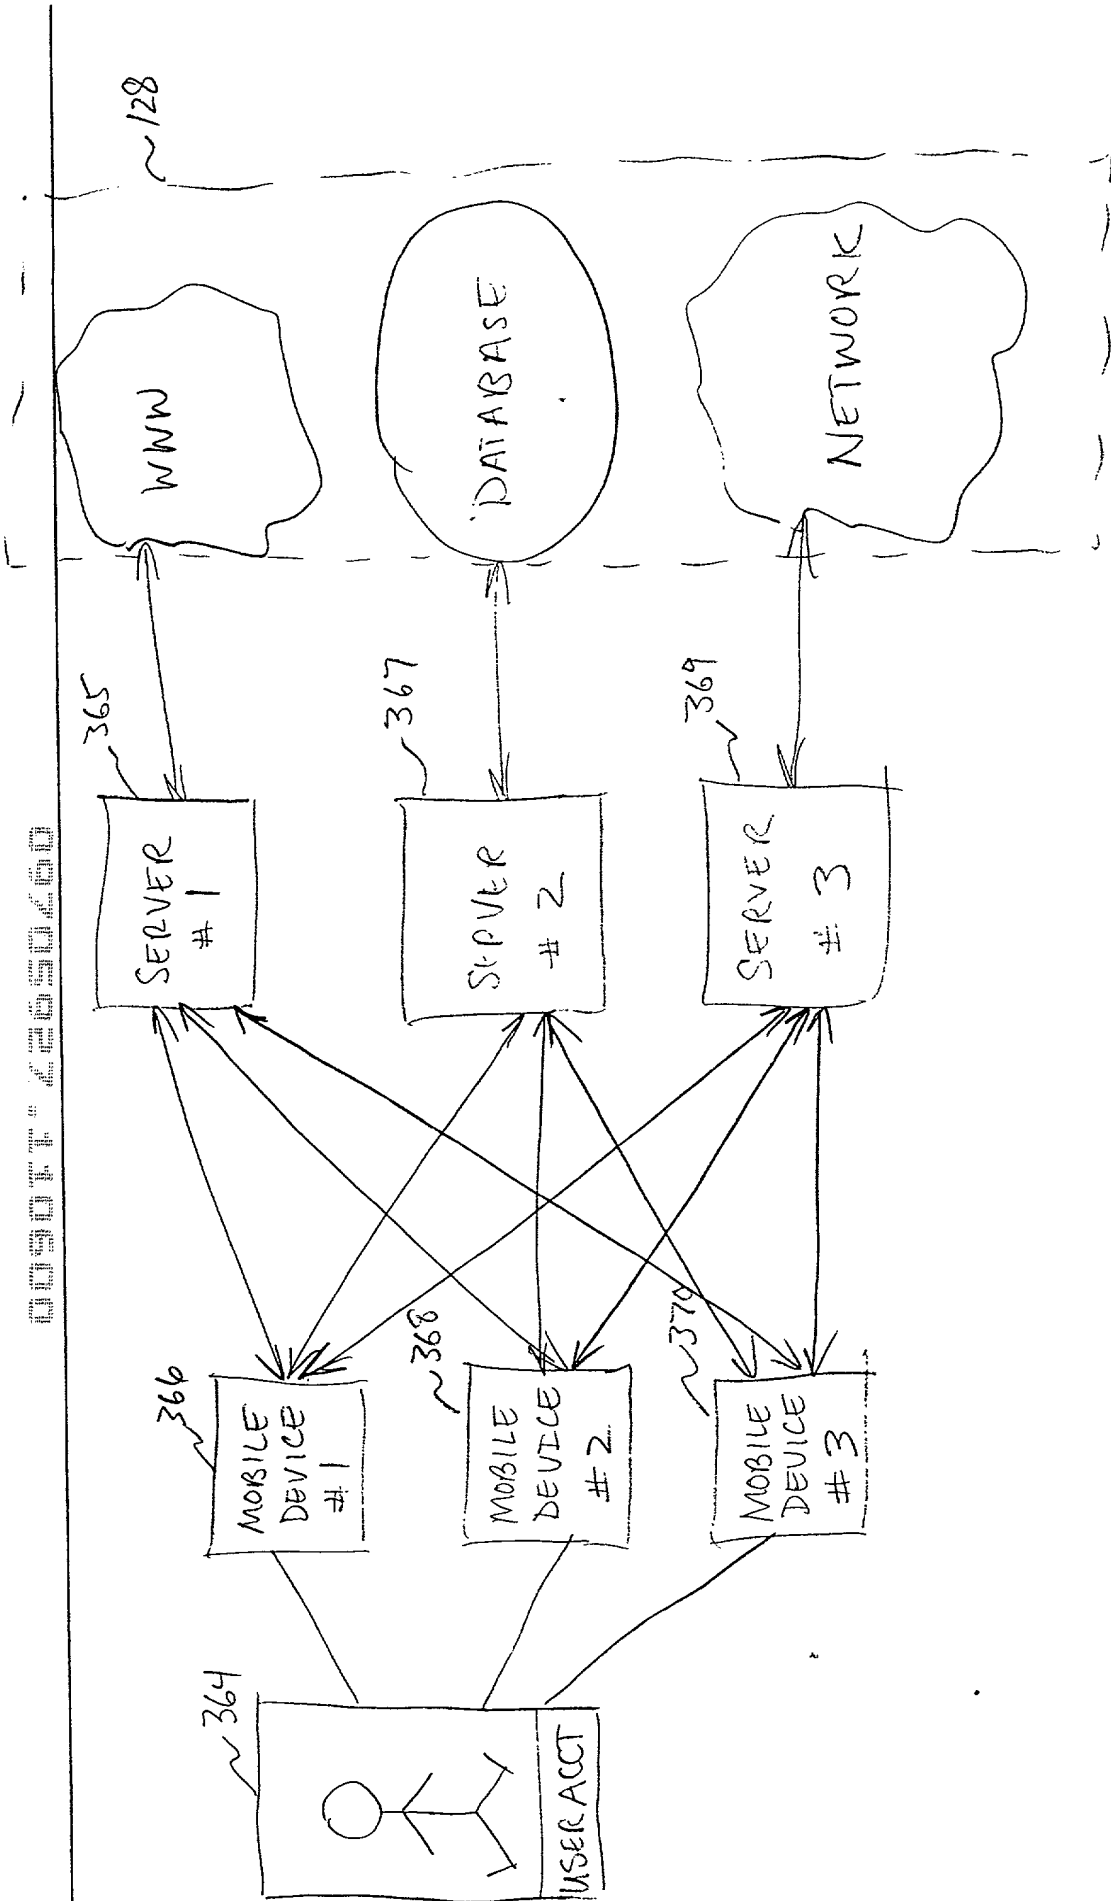 128
WWW
DATABASE
NETWORK
365
367
369
SERVER
# 1
SERVER
# 2
SERVER
# 3
366
368
370
MOBILE
DEVICE
#1
MOBILE
DEVICE
#2
MOBILE
DEVICE
#3
364
USER ACCT